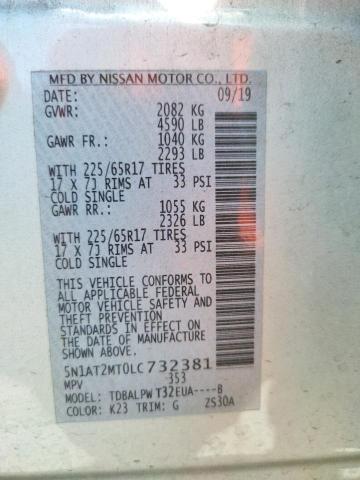 MFD BY NISSAN MOTOR CO., LTD.
DATE: 09/19
GVWR: 2082 KG
4590 LB
GAWR FR.: 1040 KG
2293 LB
WITH 225/65R17 TIRES
17 X 7J RIMS AT 33 PSI
COLD SINGLE
GAWR RR.: 1055 KG
2326 LB
WITH 225/65R17 TIRES
17 X 7J RIMS AT 33 PSI
COLD SINGLE
THIS VEHICLE CONFORMS TO
ALL APPLICABLE FEDERAL
MOTOR VEHICLE SAFETY AND
THEFT PREVENTION
STANDARDS IN EFFECT ON
THE DATE OF MANUFACTURE
SHOWN ABOVE.
5N1AT2MT0LC732381
MPV 353
MODEL: TDBALPW T32EUA----B
COLOR: K23 TRIM: G ZS30A